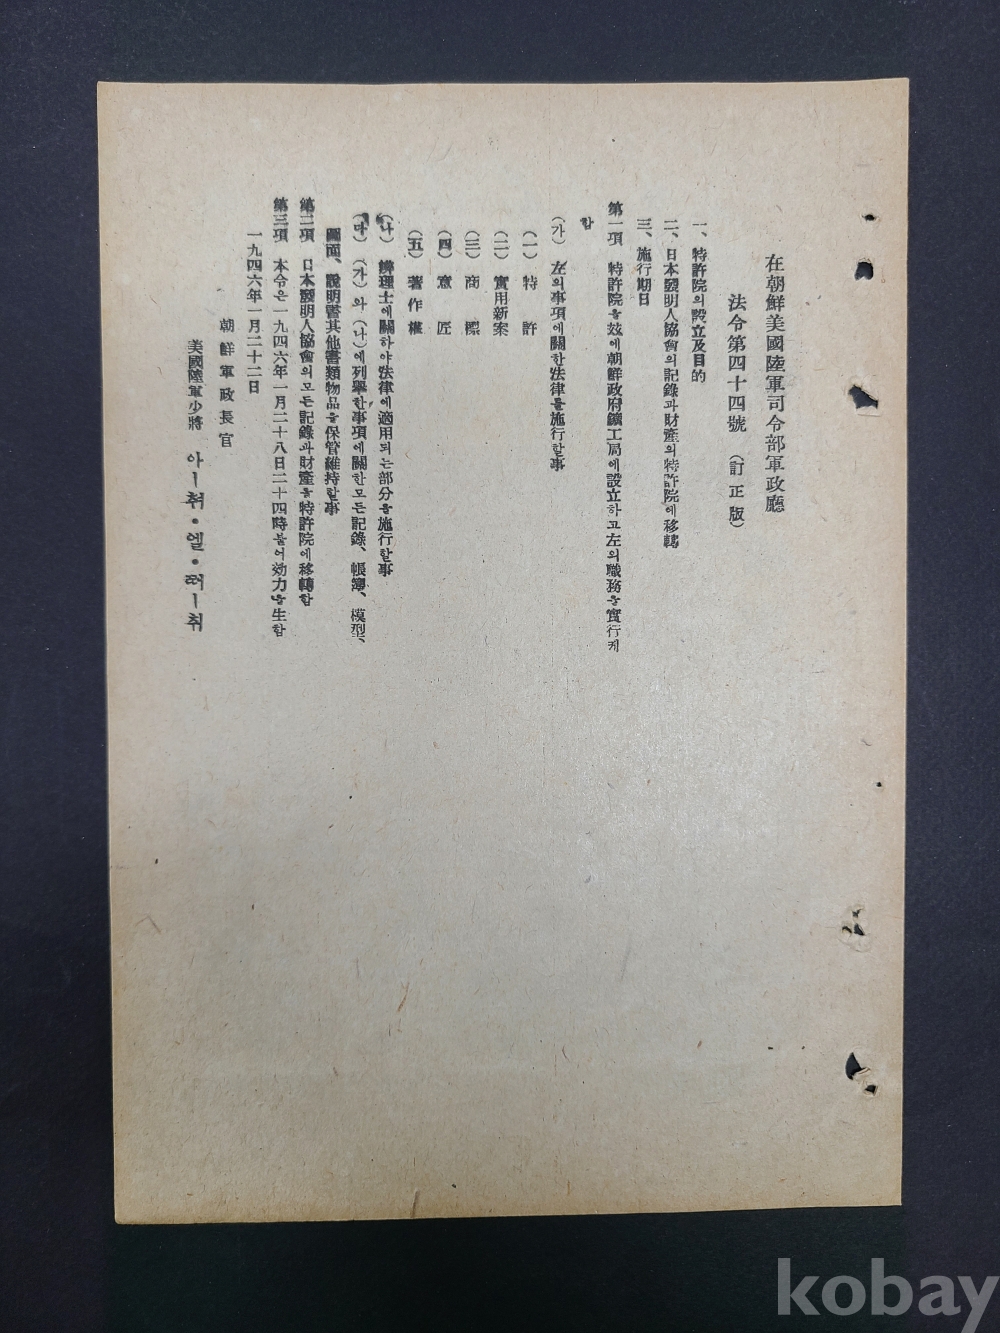 在朝鮮美國陸軍司令部軍政廳
法令第四十四號 (訂正版)
一、特許院의設立及目的
二、日本發明人協會의記錄과財產의特許院에移轉
三、施行期日
第一項 特許院을玆에朝鮮政府鑛工局에設立하고左의職務을實行케
함
(가) 左의事項에關한法律을施行할事
(一) 特許
(二) 實用新案
(三) 商標
(四) 意匠
(五) 著作權
(나) 辨理士에關하야法律에適用되는部分을施行할事
(마) (가)와(나)에列擧한事項에關한모든記錄、帳簿、模型、
圖面、說明書其他書類物品을保管維持할事
第二項 日本發明人協會의모든記錄과財產을特許院에移轉함
第三項 本令은一九四六年一月二十八日二十四時붙어効力을生함
一九四六年一月二十二日
朝鮮軍政長官
美國陸軍少將 아ー취・엘・러ー취
kobay